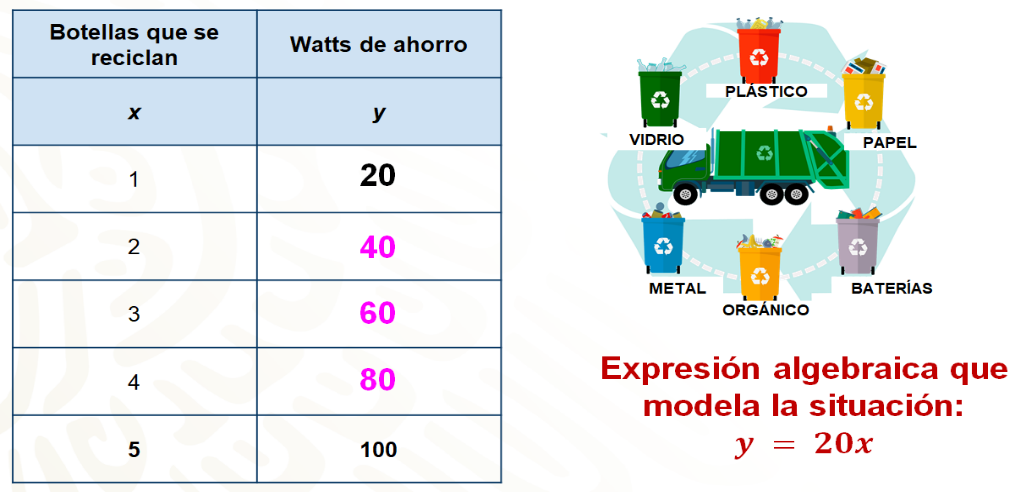 Botellas que se
reciclan
Watts de ahorro
x
y
1
20
2
40
3
60
4
80
5
100
PLÁSTICO
VIDRIO
PAPEL
METAL
BATERÍAS
ORGÁNICO
Expresión algebraica que
modela la situación:
y = 20x